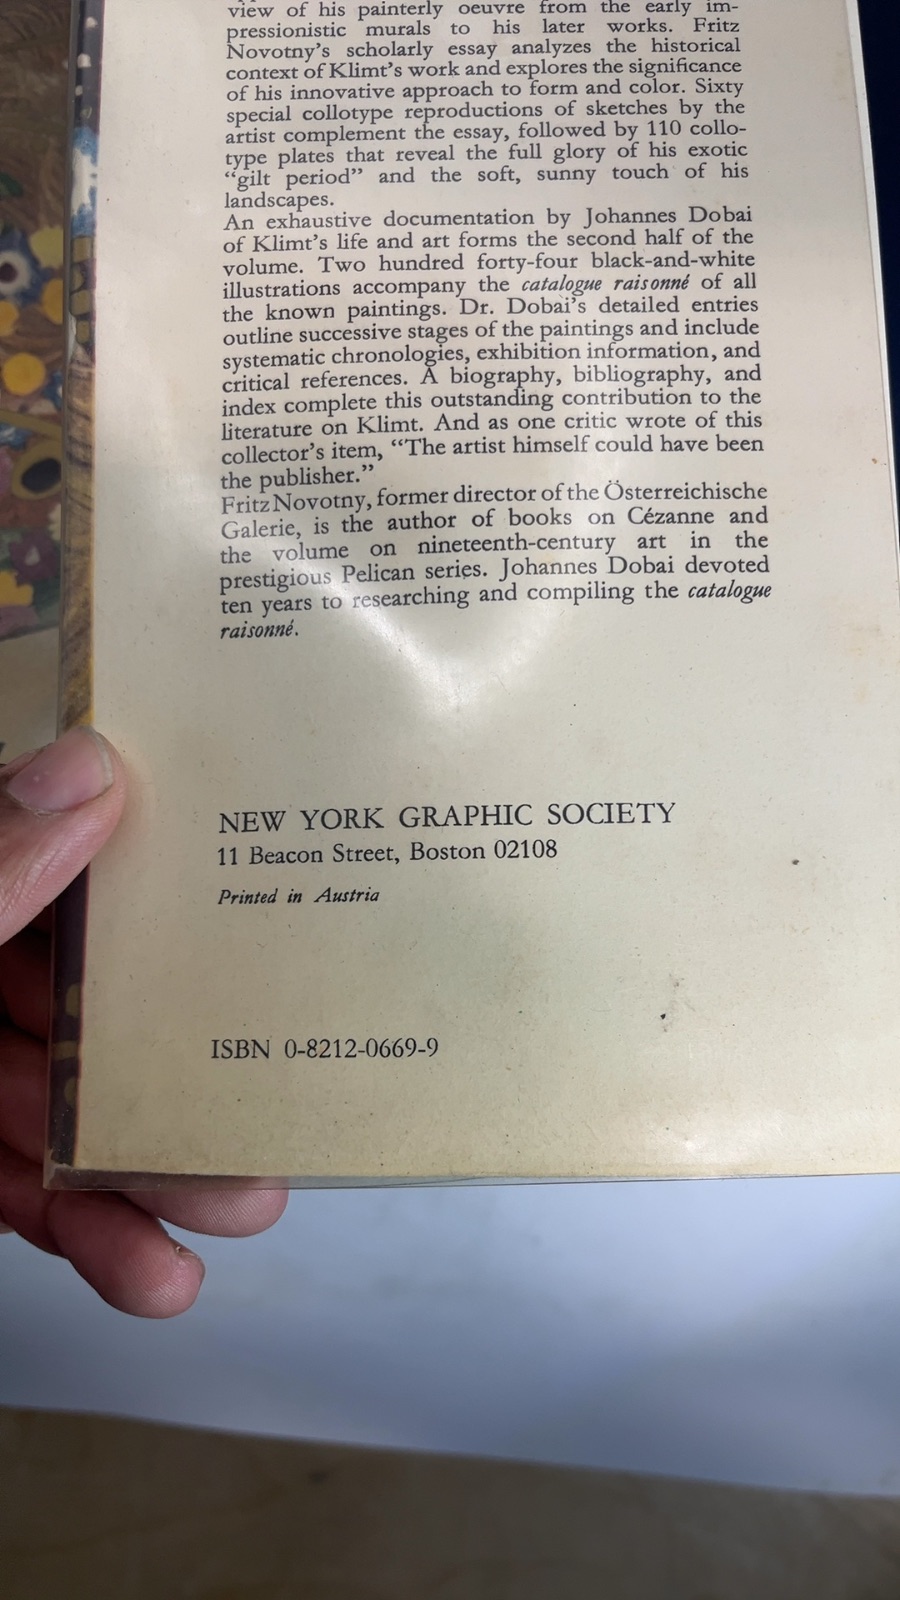 view of his painterly oeuvre from the early im-
pressionistic murals to his later works. Fritz
Novotny's scholarly essay analyzes the historical
context of Klimt's work and explores the significance
of his innovative approach to form and color. Sixty
special collotype reproductions of sketches by the
artist complement the essay, followed by 110 collo-
type plates that reveal the full glory of his exotic
“gilt period” and the soft, sunny touch of his
landscapes.
An exhaustive documentation by Johannes Dobai
of Klimt's life and art forms the second half of the
volume. Two hundred forty-four black-and-white
illustrations accompany the catalogue raisonné of all
the known paintings. Dr. Dobai's detailed entries
outline successive stages of the paintings and include
systematic chronologies, exhibition information, and
critical references. A biography, bibliography, and
index complete this outstanding contribution to the
literature on Klimt. And as one critic wrote of this
collector's item, “The artist himself could have been
the publisher.”
Fritz Novotny, former director of the Österreichische
Galerie, is the author of books on Cézanne and
the volume on nineteenth-century art in the
prestigious Pelican series. Johannes Dobai devoted
ten years to researching and compiling the catalogue
raisonné.
NEW YORK GRAPHIC SOCIETY
11 Beacon Street, Boston 02108
Printed in Austria
ISBN 0-8212-0669-9